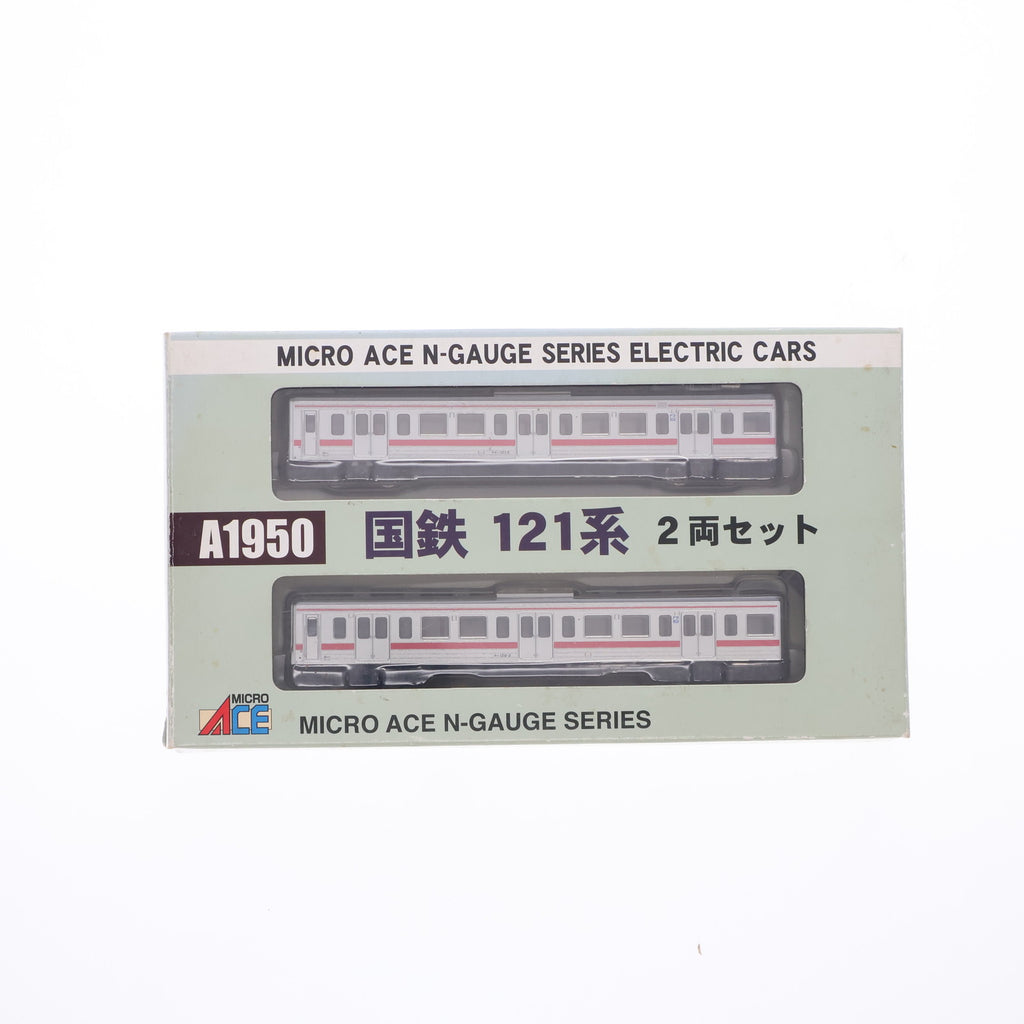 MICRO ACE N-GAUGE SERIES ELECTRIC CARS
A1950 国鉄 121系 2両セット
MICRO ACE
MICRO ACE N-GAUGE SERIES